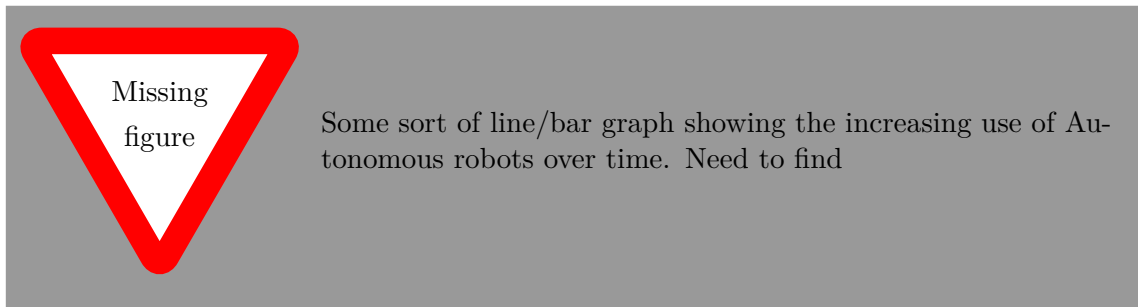 Missing
figure
Some sort of line/bar graph showing the increasing use of Au-
tonomous robots over time. Need to find